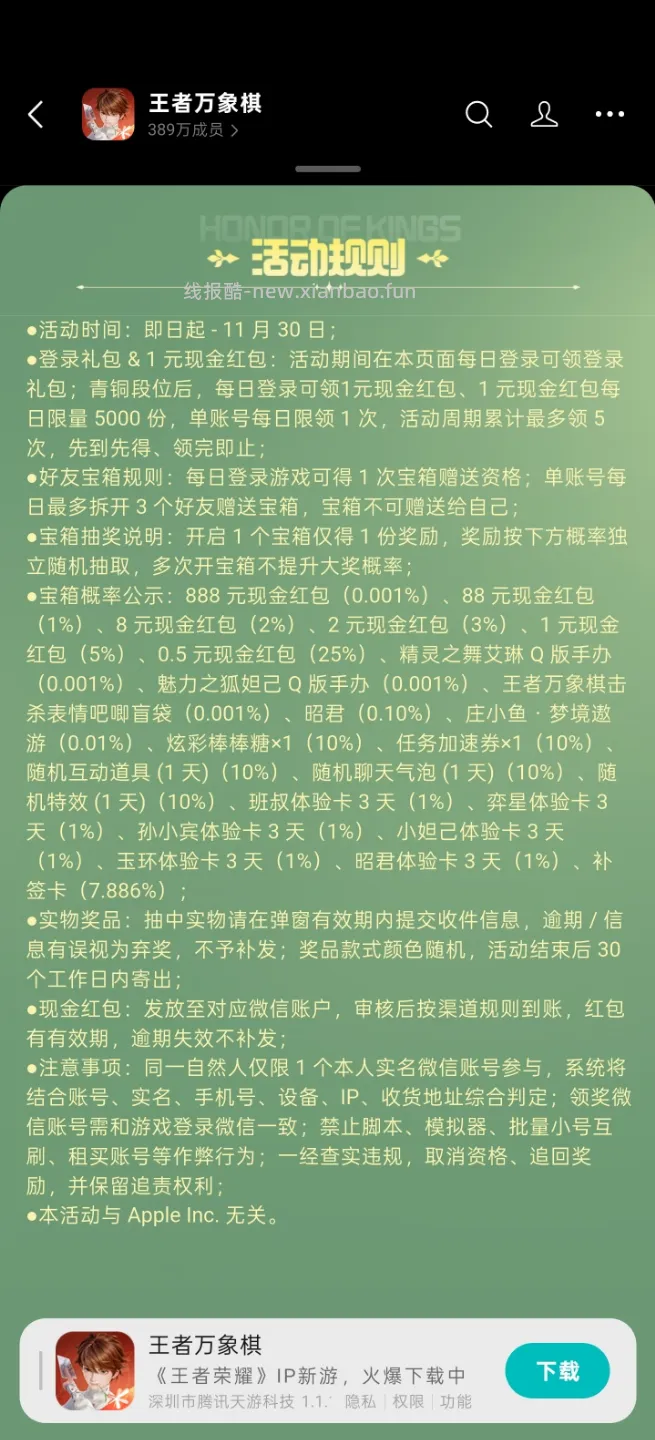 王者万象棋
389万成员
HONOR OF KINGS
活动规则
线报酷-new.xianbao.fun
●活动时间：即日起 - 11 月 30 日；
●登录礼包 & 1 元现金红包：活动期间在本页面每日登录可领登录
礼包；青铜段位后，每日登录可领1元现金红包、1 元现金红包每
日限量 5000 份，单账号每日限领 1 次，活动周期累计最多领 5
次，先到先得、领完即止；
●好友宝箱规则：每日登录游戏可得 1 次宝箱赠送资格；单账号每
日最多拆开 3 个好友赠送宝箱，宝箱不可赠送给自己；
●宝箱抽奖说明：开启 1 个宝箱仅得 1 份奖励，奖励按下方概率独
立随机抽取，多次开宝箱不提升大奖概率；
●宝箱概率公示：888 元现金红包（0.001%）、88 元现金红包
（1%）、8 元现金红包（2%）、2 元现金红包（3%）、1 元现金
红包（5%）、0.5 元现金红包（25%）、精灵之舞艾琳 Q 版手办
（0.001%）、魅力之狐妲己 Q 版手办（0.001%）、王者万象棋击
杀表情吧唧盲袋（0.001%）、昭君（0.10%）、庄小鱼 · 梦境遨
游（0.01%）、炫彩棒棒糖×1（10%）、任务加速券×1（10%）、
随机互动道具 (1 天)（10%）、随机聊天气泡 (1 天)（10%）、随
机特效 (1 天)（10%）、班叔体验卡 3 天（1%）、弈星体验卡 3
天（1%）、孙小宾体验卡 3 天（1%）、小妲己体验卡 3 天
（1%）、玉环体验卡 3 天（1%）、昭君体验卡 3 天（1%）、补
签卡（7.886%）；
●实物奖品：抽中实物请在弹窗有效期内提交收件信息，逾期 / 信
息有误视为弃奖，不予补发；奖品款式颜色随机，活动结束后 30
个工作日内寄出；
●现金红包：发放至对应微信账户，审核后按渠道规则到账，红包
有有效期，逾期失效不补发；
●注意事项：同一自然人仅限 1 个本人实名微信账号参与，系统将
结合账号、实名、手机号、设备、IP、收货地址综合判定；领奖微
信账号需和游戏登录微信一致；禁止脚本、模拟器、批量小号互
刷、租买账号等作弊行为；一经查实违规，取消资格、追回奖
励，并保留追责权利；
●本活动与 Apple Inc. 无关。
王者万象棋
《王者荣耀》IP新游，火爆下载中
深圳市腾讯天游科技 1.1. 隐私 | 权限 | 功能
下载